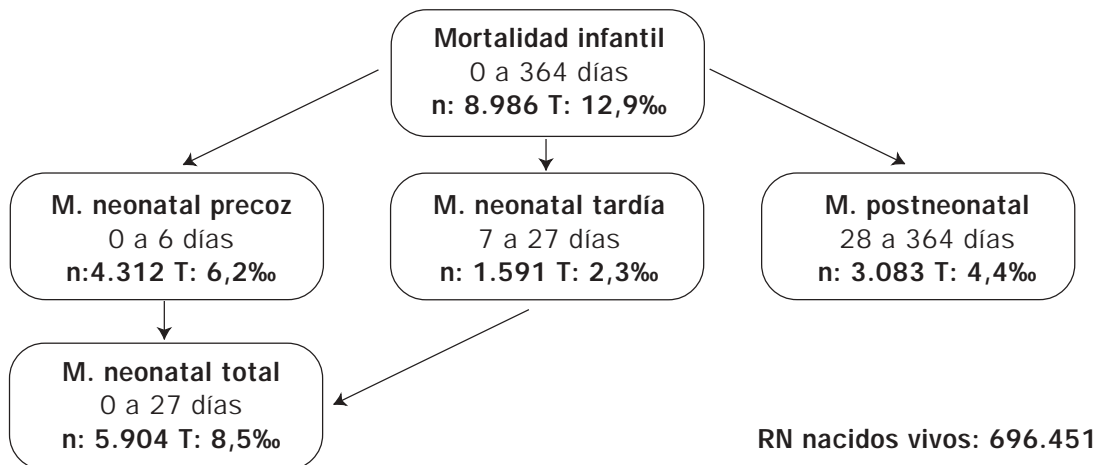 Mortalidad infantil
0 a 364 días
n: 8.986 T: 12,9‰
M. neonatal precoz
0 a 6 días
n:4.312 T: 6,2‰
M. neonatal tardía
7 a 27 días
n: 1.591 T: 2,3‰
M. postneonatal
28 a 364 días
n: 3.083 T: 4,4‰
M. neonatal total
0 a 27 días
n: 5.904 T: 8,5‰
RN nacidos vivos: 696.451